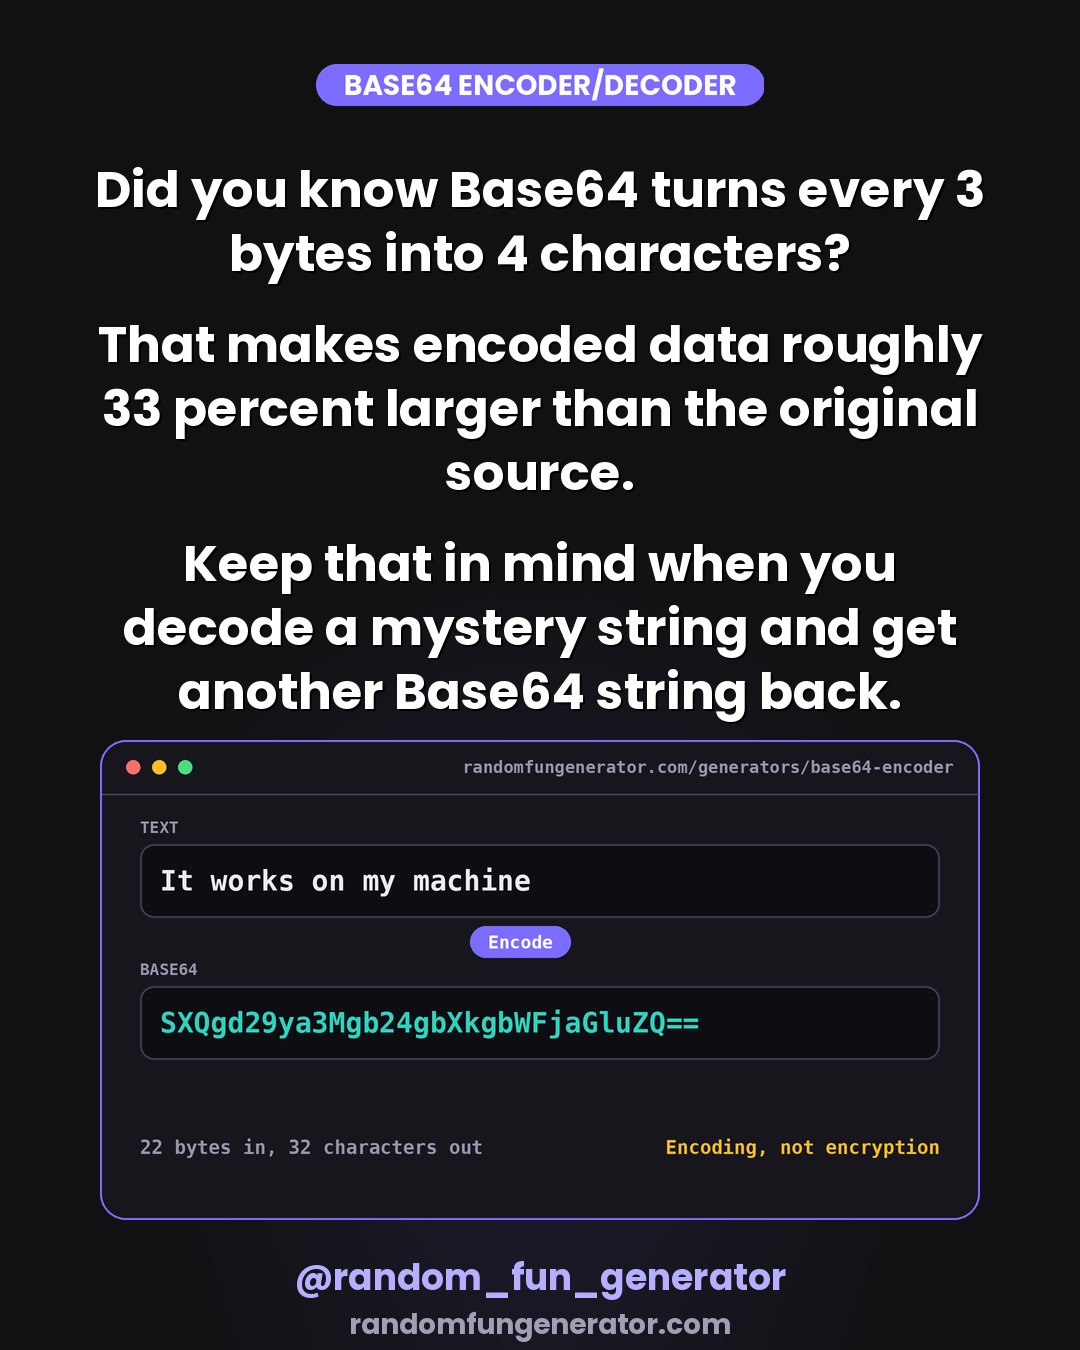 BASE64 ENCODER/DECODER
Did you know Base64 turns every 3
bytes into 4 characters?
That makes encoded data roughly
33 percent larger than the original
source.
Keep that in mind when you
decode a mystery string and get
another Base64 string back.
randomfungenerator.com/generators/base64-encoder
TEXT
It works on my machine
Encode
BASE64
SXQgd29ya3Mgb24gbXkgbWFjaGluZQ==
22 bytes in, 32 characters out
Encoding, not encryption
@random_fun_generator
randomfungenerator.com